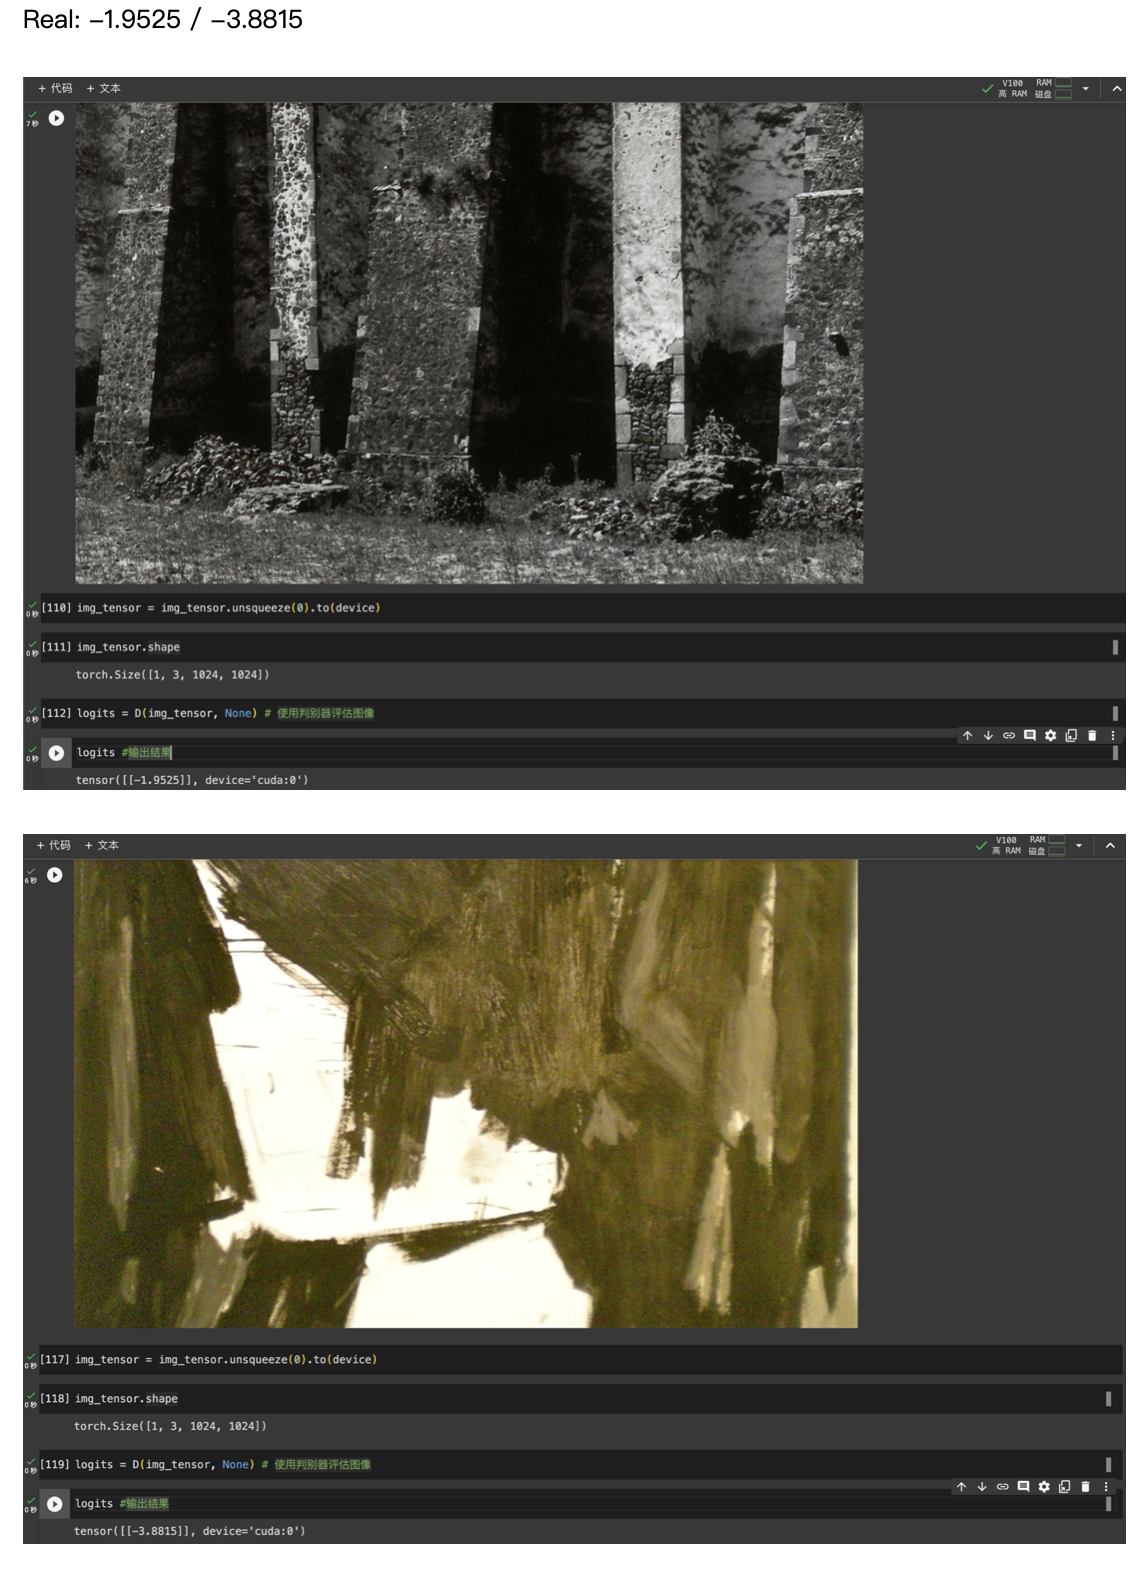 Real: -1.9525 / -3.8815
+ 代码 + 文本
V100 RAM
高 RAM 磁盘
7秒
[110] img_tensor = img_tensor.unsqueeze(0).to(device)
0秒
[111] img_tensor.shape
0秒
torch.Size([1, 3, 1024, 1024])
[112] logits = D(img_tensor, None) # 使用判别器评估图像
0秒
logits #输出结果
0秒
tensor([[-1.9525]], device='cuda:0')
+ 代码 + 文本
V100 RAM
高 RAM 磁盘
6秒
[117] img_tensor = img_tensor.unsqueeze(0).to(device)
0秒
[118] img_tensor.shape
0秒
torch.Size([1, 3, 1024, 1024])
[119] logits = D(img_tensor, None) # 使用判别器评估图像
0秒
logits #输出结果
0秒
tensor([[-3.8815]], device='cuda:0')